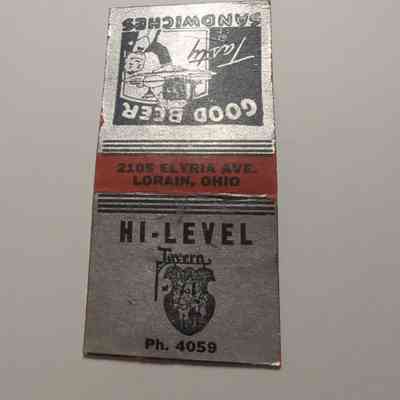 GOOD BEER
Tasty
SANDWICHES
2105 ELYRIA AVE.
LORAIN, OHIO
HI-LEVEL
Tavern
Ph. 4059